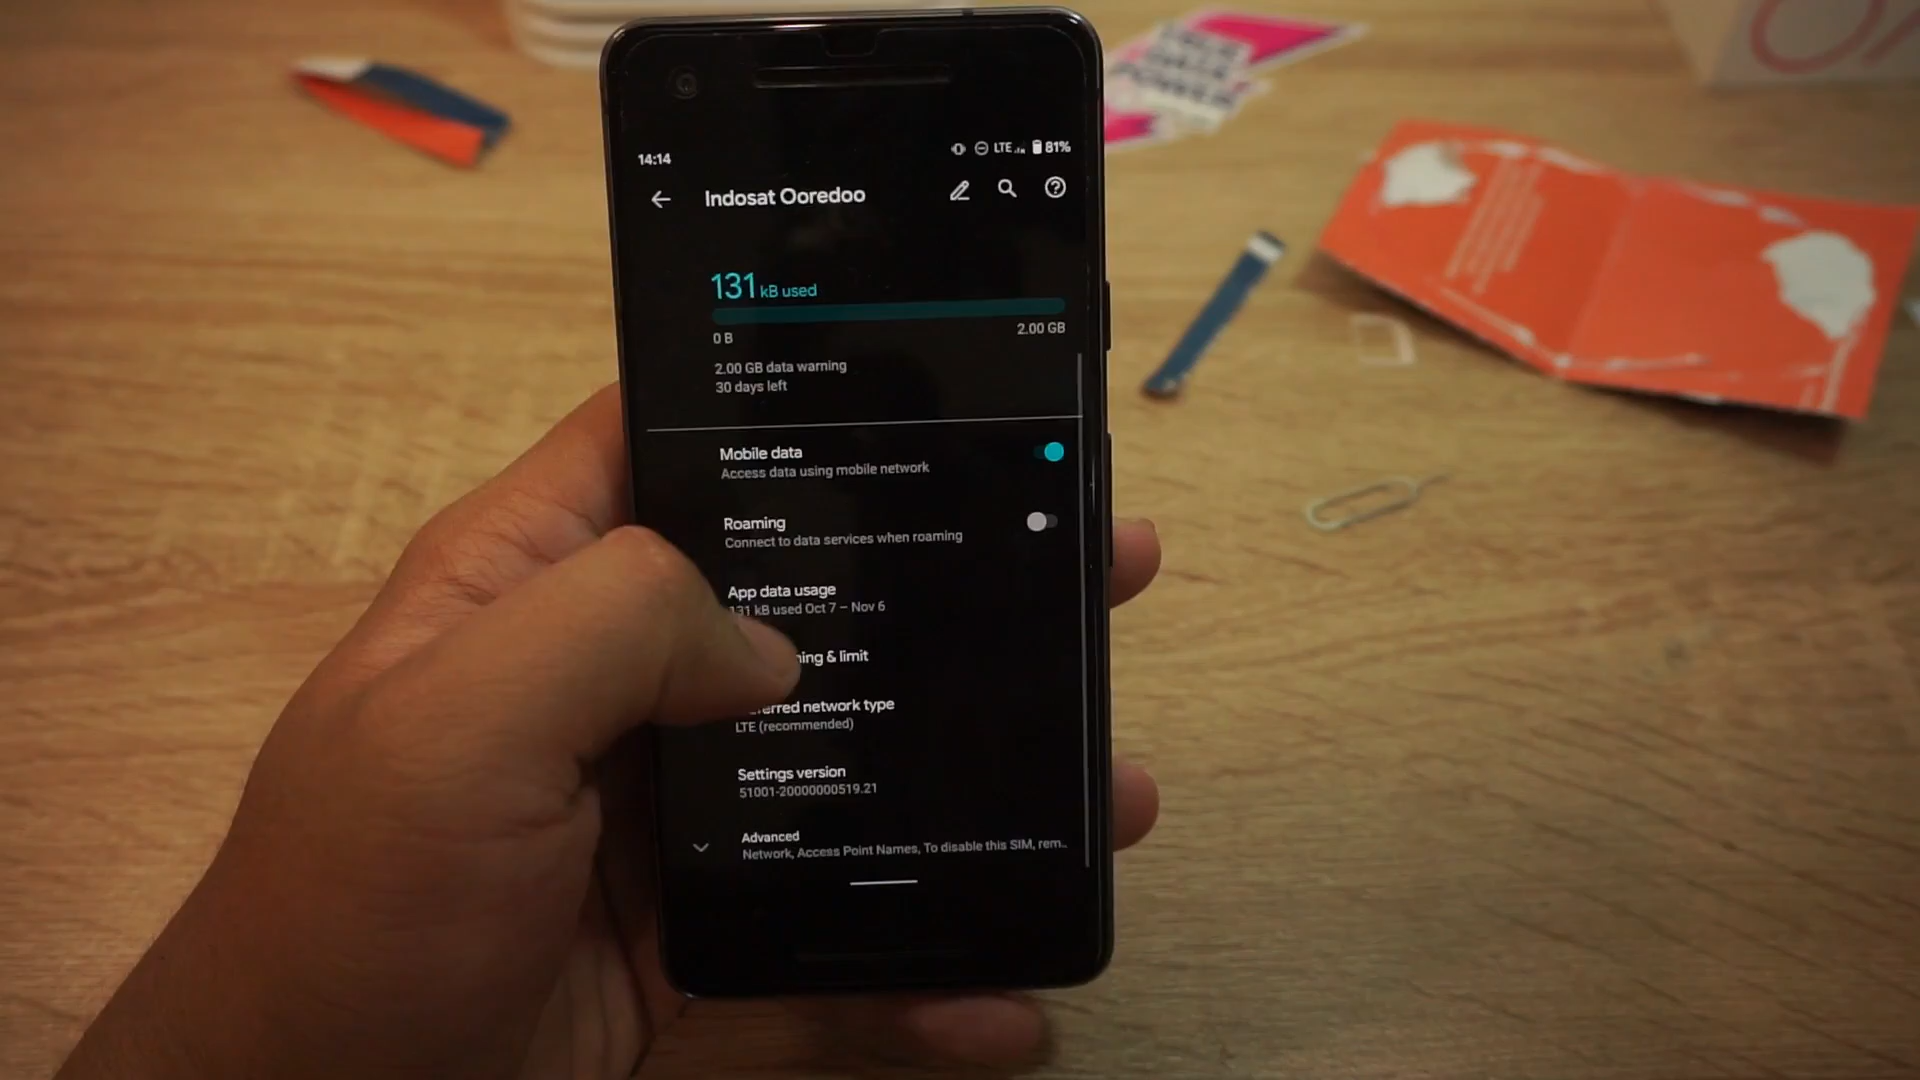 14:14
LTE 81%
Indosat Ooredoo
131 kB used
0 B
2.00 GB
2.00 GB data warning
30 days left
Mobile data
Access data using mobile network
Roaming
Connect to data services when roaming
App data usage
131 kB used Oct 7 – Nov 6
& limit
network type
LTE (recommended)
Settings version
51001-20000000519.21
Advanced
Network, Access Point Names, To disable this SIM, rem...
POWER